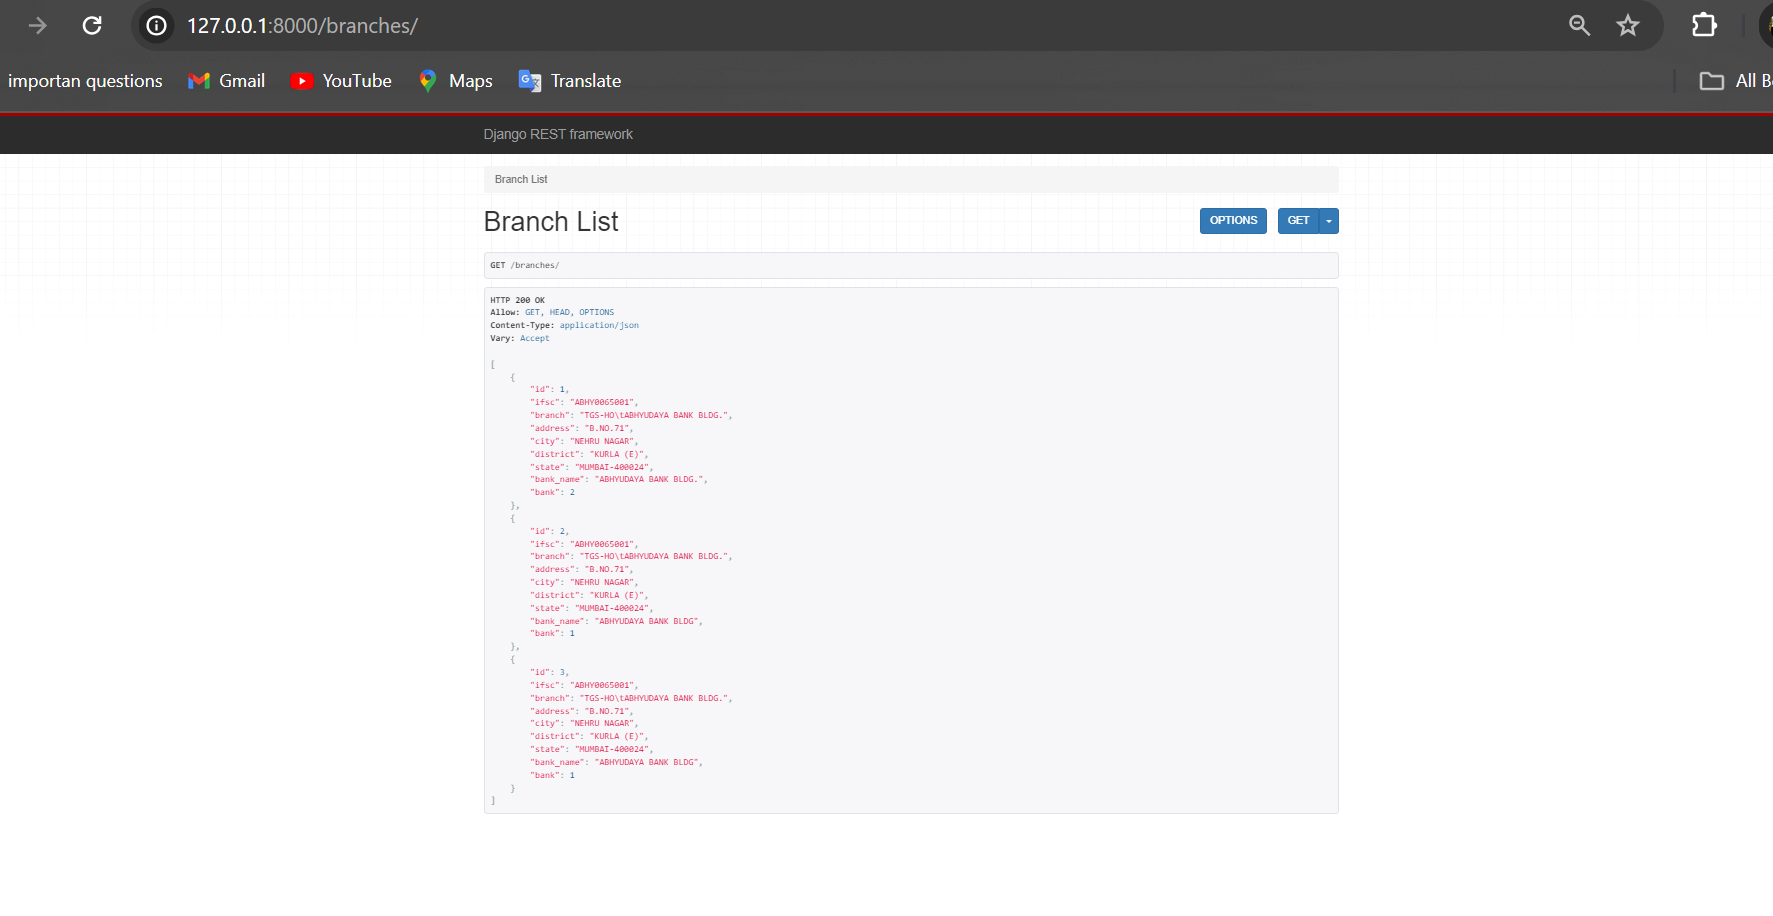 127.0.0.1:8000/branches/
importan questions Gmail YouTube Maps Translate All B
Django REST framework
Branch List
Branch List OPTIONS GET
GET /branches/
HTTP 200 OK
Allow: GET, HEAD, OPTIONS
Content-Type: application/json
Vary: Accept
[
{
"id": 1,
"ifsc": "ABHY0065001",
"branch": "TGS-HO\tABHYUDAYA BANK BLDG.",
"address": "B.NO.71",
"city": "NEHRU NAGAR",
"district": "KURLA (E)",
"state": "MUMBAI-400024",
"bank_name": "ABHYUDAYA BANK BLDG.",
"bank": 2
},
{
"id": 2,
"ifsc": "ABHY0065001",
"branch": "TGS-HO\tABHYUDAYA BANK BLDG.",
"address": "B.NO.71",
"city": "NEHRU NAGAR",
"district": "KURLA (E)",
"state": "MUMBAI-400024",
"bank_name": "ABHYUDAYA BANK BLDG",
"bank": 1
},
{
"id": 3,
"ifsc": "ABHY0065001",
"branch": "TGS-HO\tABHYUDAYA BANK BLDG.",
"address": "B.NO.71",
"city": "NEHRU NAGAR",
"district": "KURLA (E)",
"state": "MUMBAI-400024",
"bank_name": "ABHYUDAYA BANK BLDG",
"bank": 1
}
]